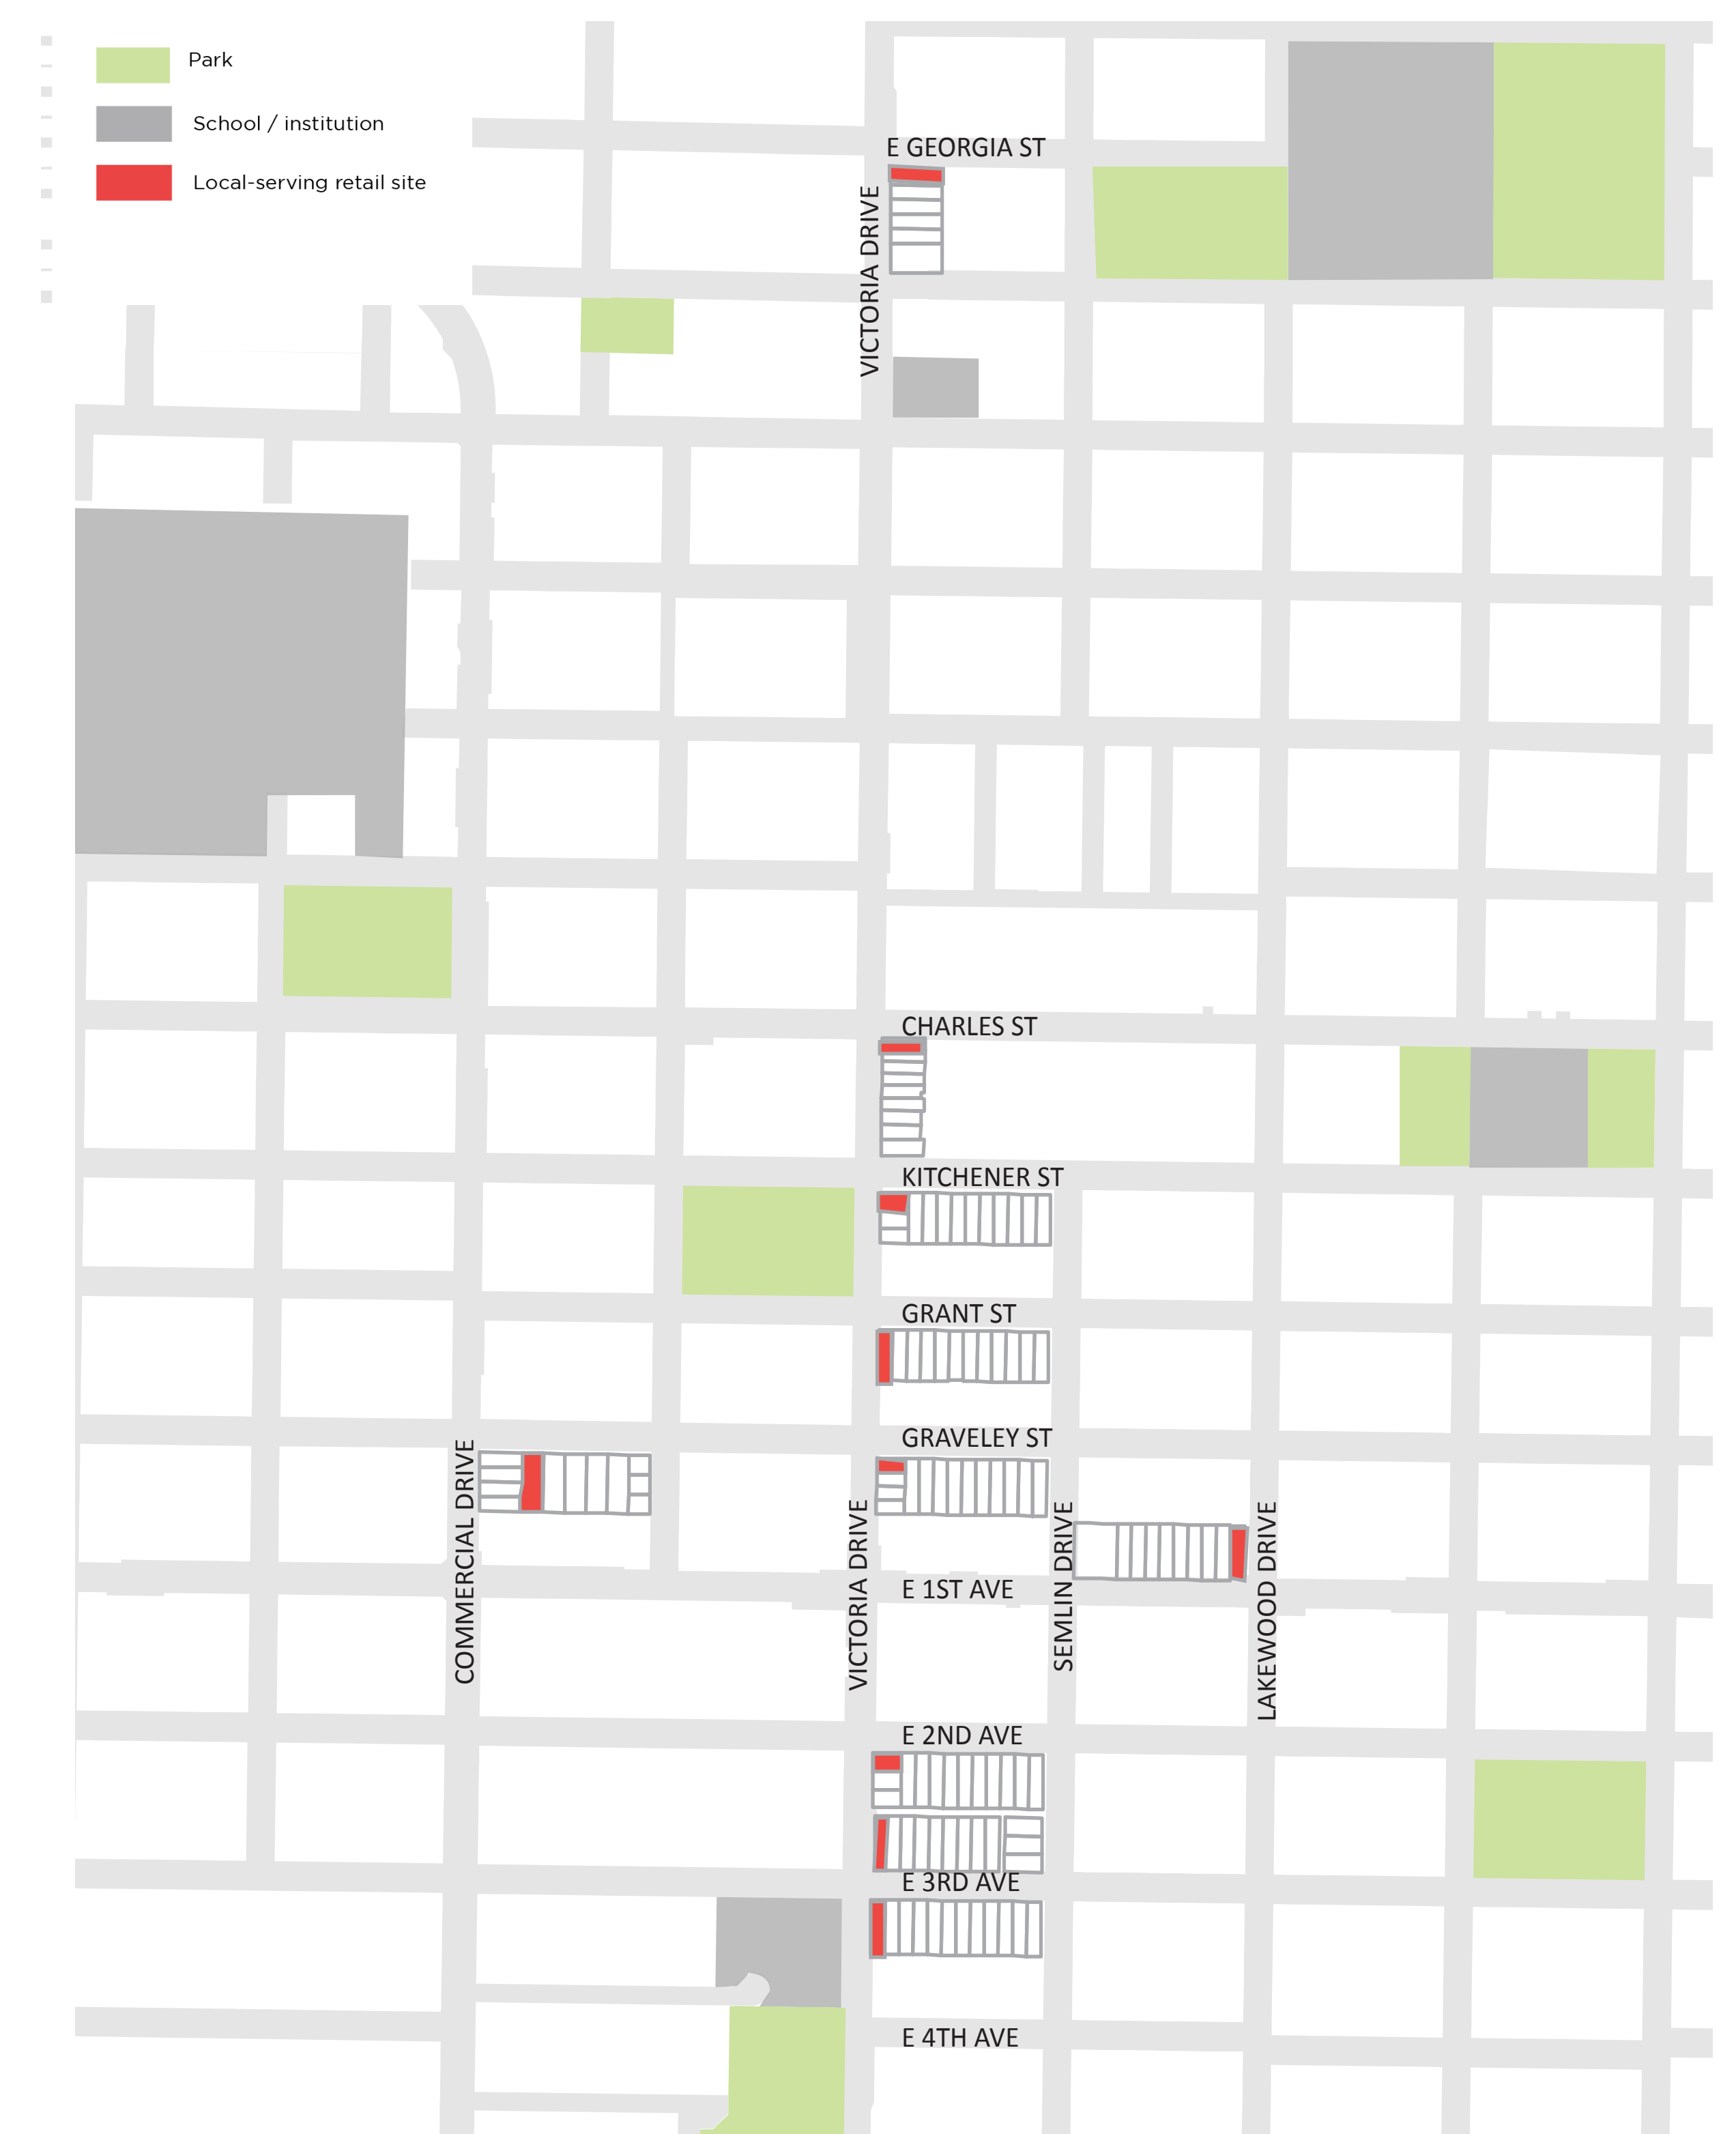 Park
School / institution
Local-serving retail site
E GEORGIA ST
VICTORIA DRIVE
CHARLES ST
KITCHENER ST
GRANT ST
GRAVELEY ST
COMMERCIAL DRIVE
VICTORIA DRIVE
SEMLIN DRIVE
LAKEWOOD DRIVE
E 1ST AVE
E 2ND AVE
E 3RD AVE
E 4TH AVE